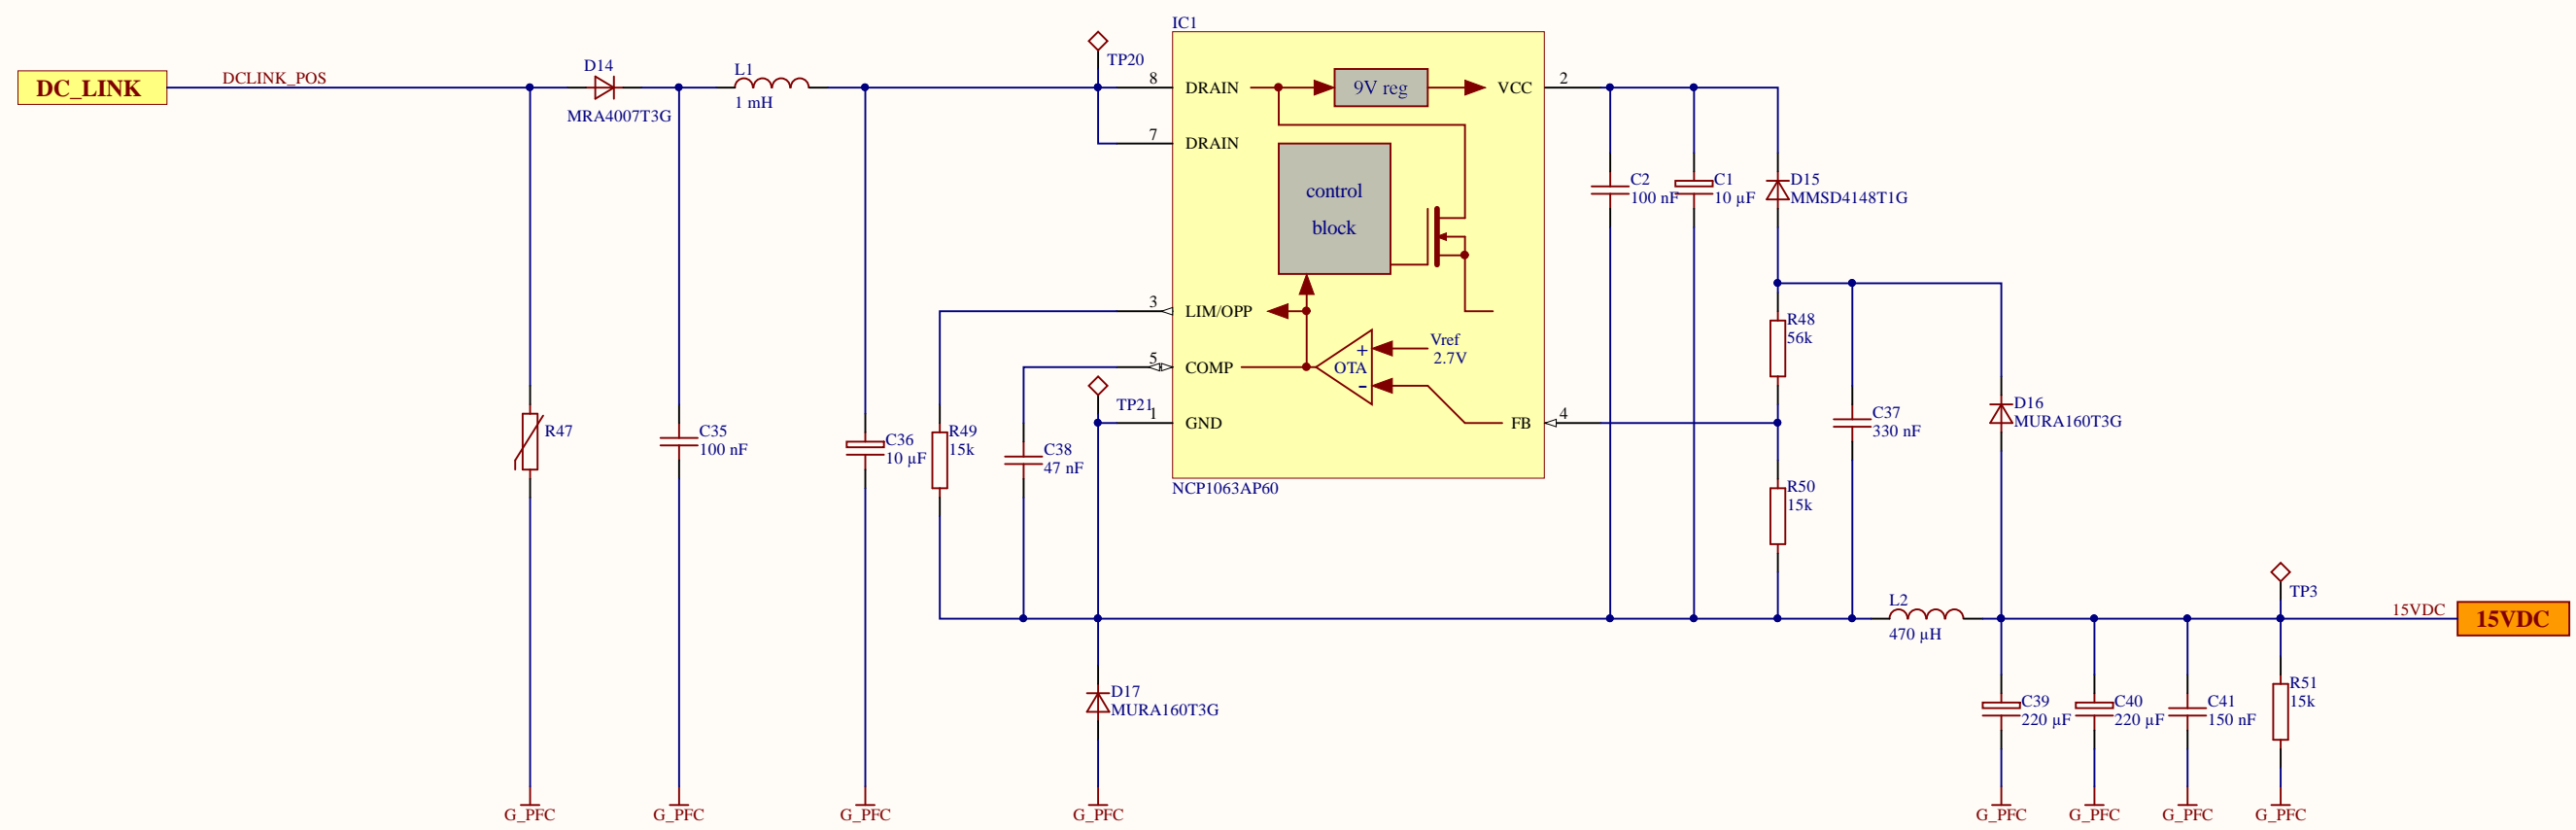 IC1
TP20
D14
L1
DC_LINK
DCLINK_POS
MRA4007T3G
1 mH
8
DRAIN
9V reg
VCC
2
7
DRAIN
control
block
C2
100 nF
C1
10 µF
D15
MMSD4148T1G
3
LIM/OPP
R48
56k
Vref
2.7V
5
COMP
+
OTA
-
TP21
1
GND
FB
4
R47
C35
100 nF
C36
10 µF
R49
15k
C38
47 nF
C37
330 nF
D16
MURA160T3G
NCP1063AP60
R50
15k
L2
470 µH
TP3
15VDC
15VDC
D17
MURA160T3G
C39
220 µF
C40
220 µF
C41
150 nF
R51
15k
G_PFC
G_PFC
G_PFC
G_PFC
G_PFC
G_PFC
G_PFC
G_PFC